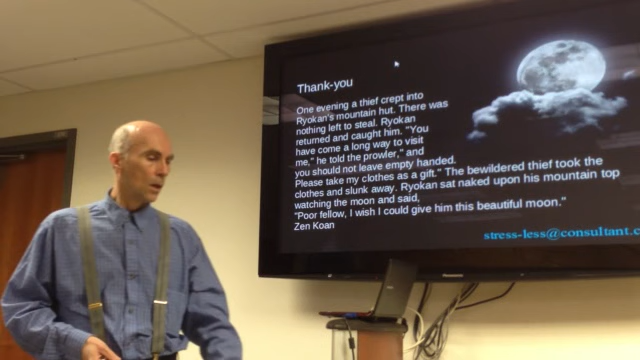 Thank-you
One evening a thief crept into
Ryokan's mountain hut. There was
nothing left to steal. Ryokan
returned and caught him. "You
have come a long way to visit
me," he told the prowler," and
you should not leave empty handed.
Please take my clothes as a gift." The bewildered thief took the
clothes and slunk away. Ryokan sat naked upon his mountain top
watching the moon and said,
"Poor fellow, I wish I could give him this beautiful moon."
Zen Koan
stress-less@consultant.c
Panasonic